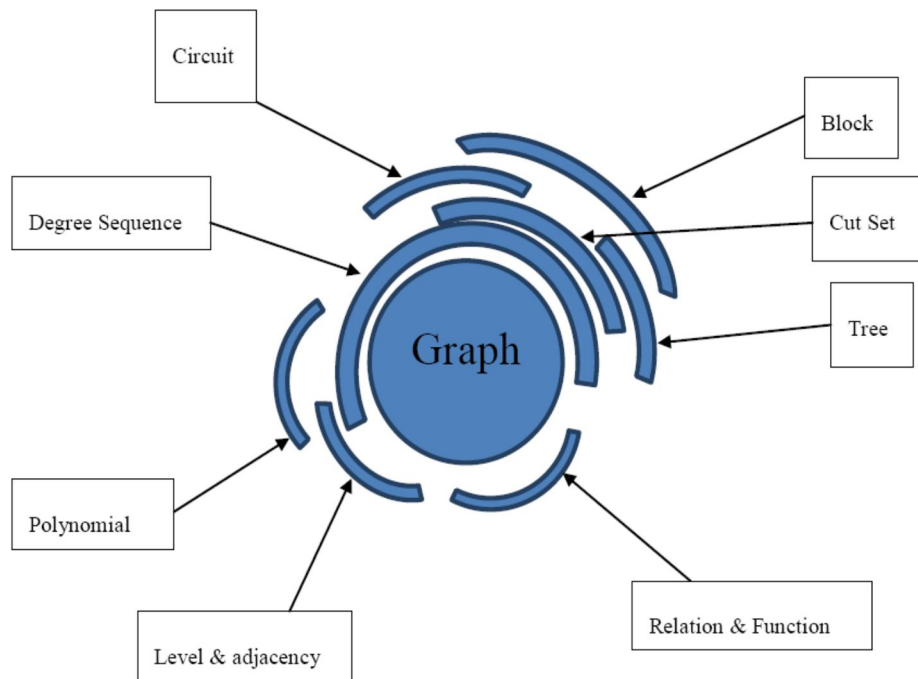 Circuit
Block
Degree Sequence
Cut Set
Tree
Graph
Polynomial
Level & adjacency
Relation & Function